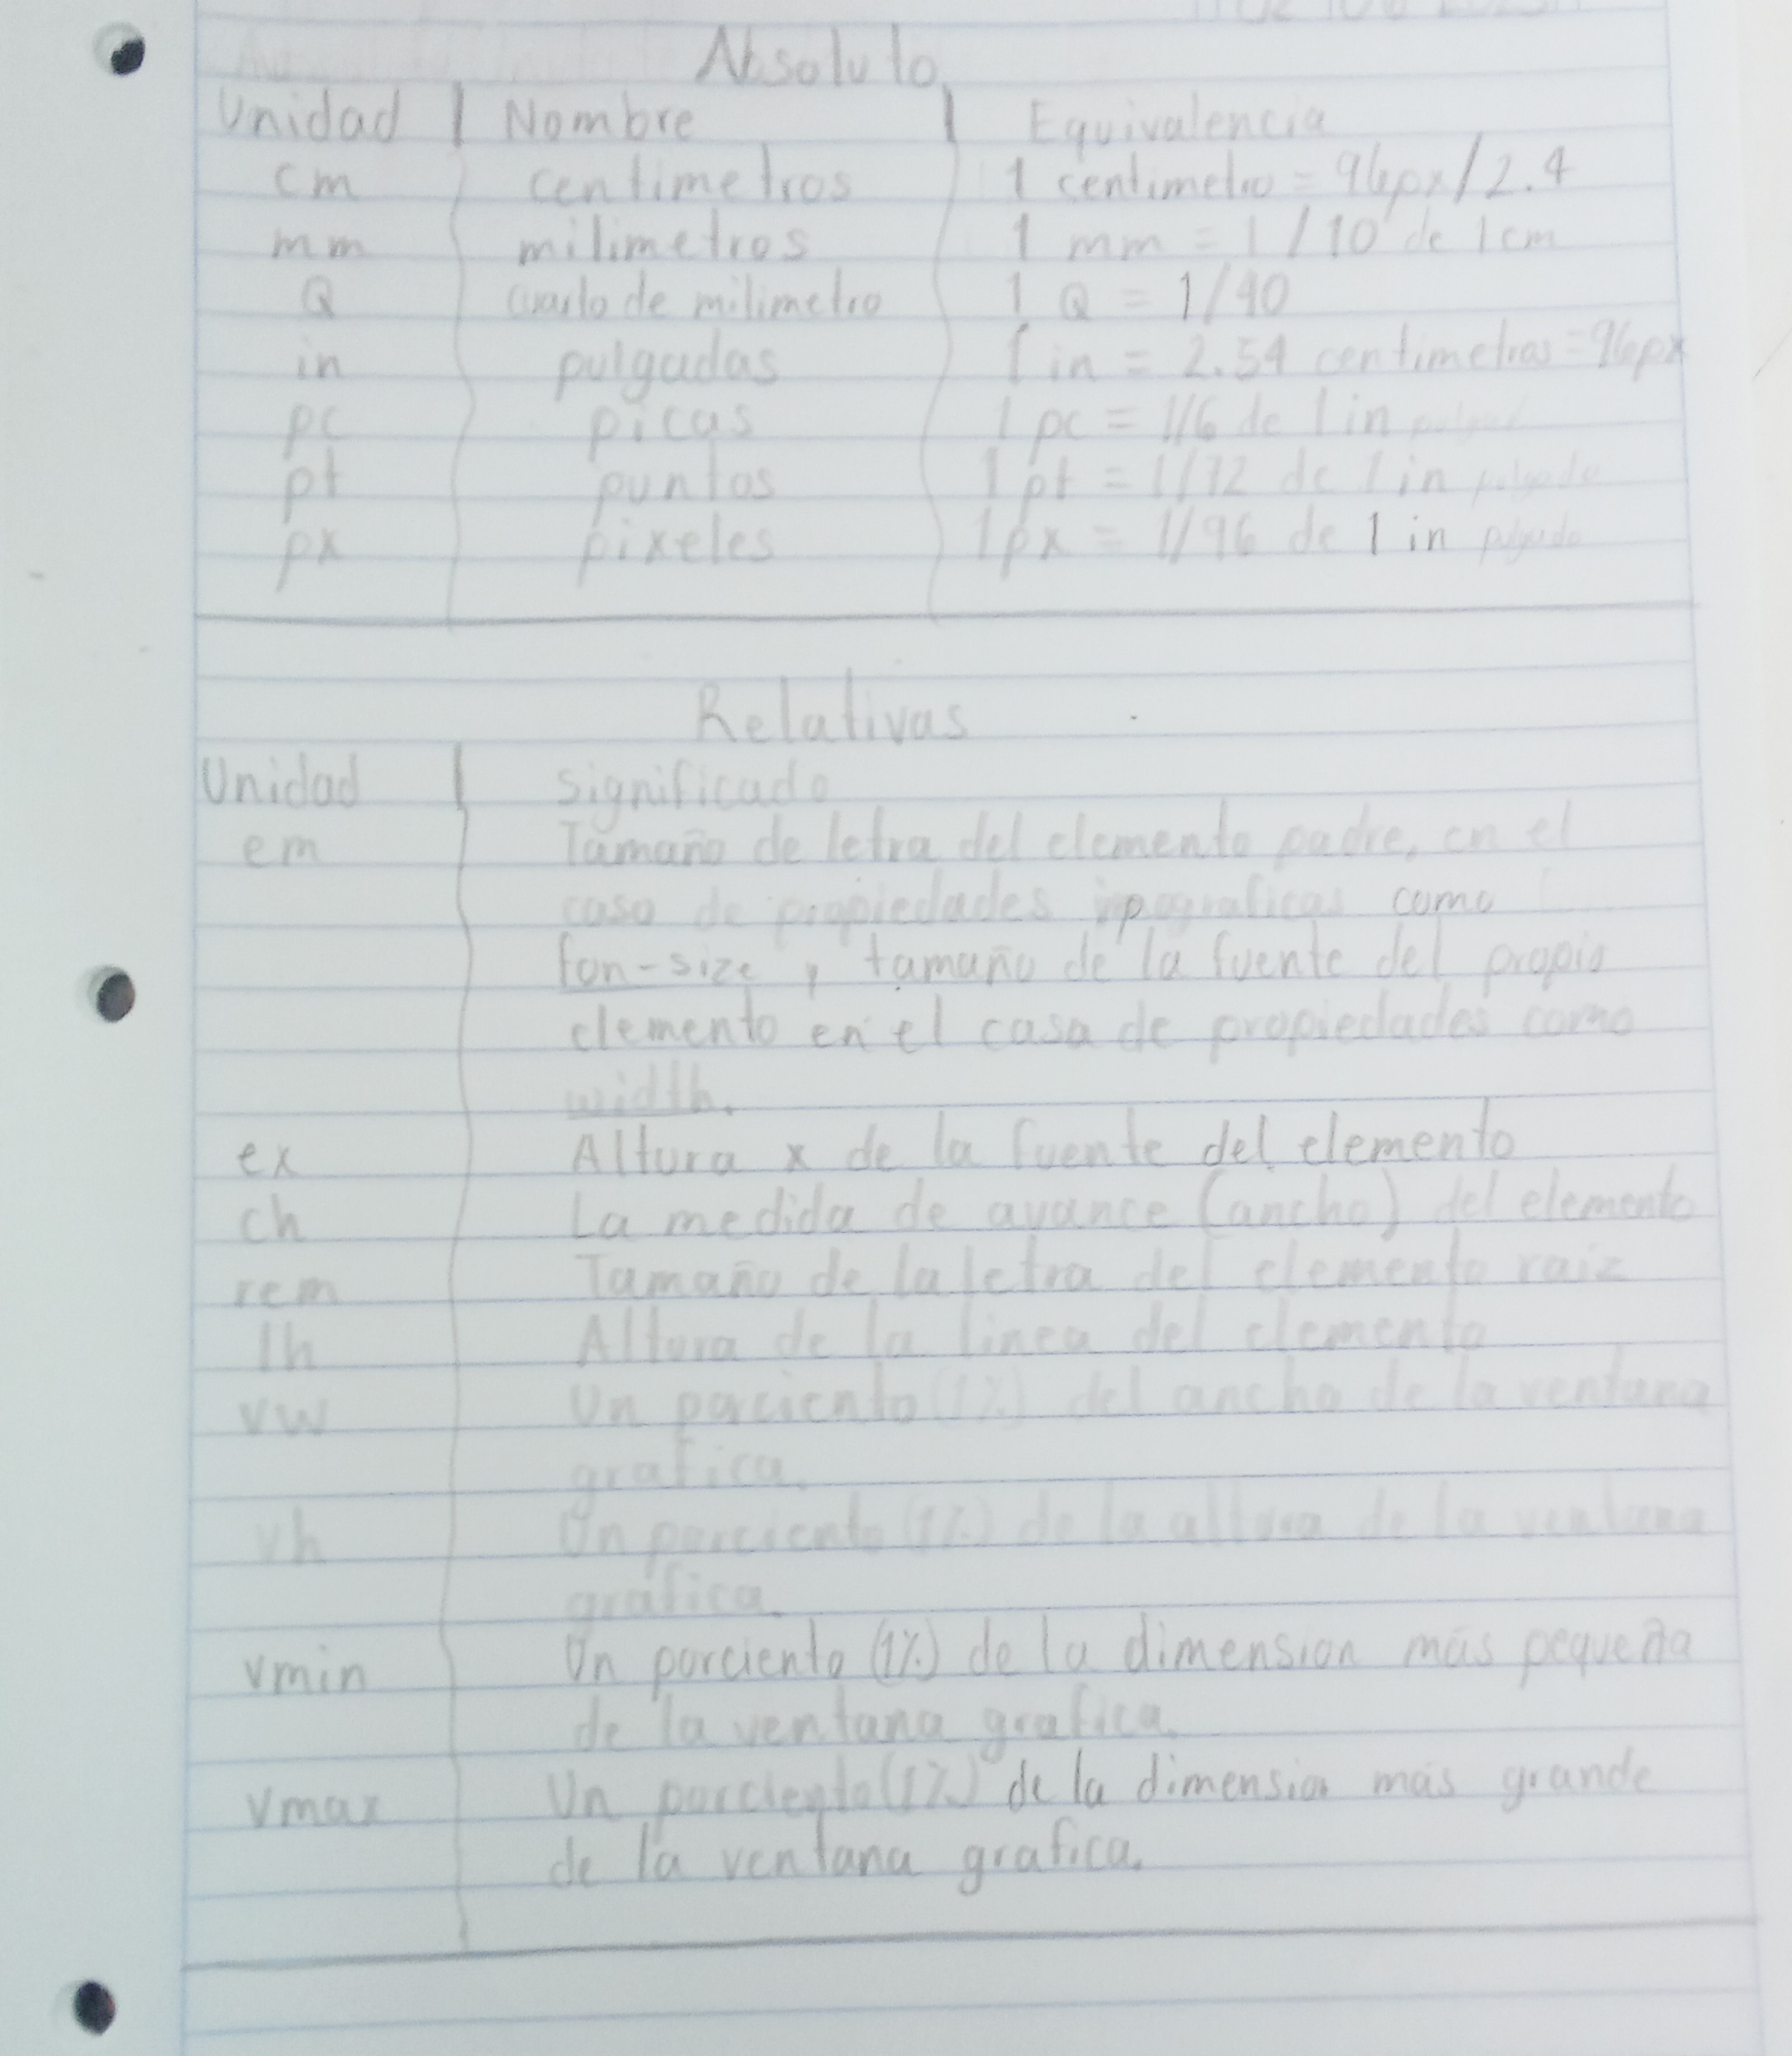 Absoluto
Unidad | Nombre | Equivalencia
cm centimetros 1 centimetro = 96px/2.4
mm milimetros 1 mm = 1/10 de 1cm
Q cuarto de milimetro 1 Q = 1/40
in pulgadas 1 in = 2.54 centimetros = 96px
pc picas 1 pc = 1/6 de 1 in
pt puntos 1 pt = 1/72 de 1 in pulgada
px pixeles 1px = 1/96 de 1 in pulgada
Relativas
Unidad | significado
em Tamaño de letra del elemento padre, en el
caso de propiedades como
fon-size, tamaño de la fuente del propio
elemento en el casa de propiedades como
width.
ex Altura x de la fuente del elemento
ch La medida de avance (ancho) del elemento
rem Tamaño de la letra del elemento raiz
lh Altura de la linea del elemento
vw Un porciento (1%) del ancho de la ventana
grafica.
vh Un porciento (1%) de la altura de la ventana
grafica.
vmin Un porciento (1%) de la dimension más pequeña
de la ventana grafica.
vmax Un porciento (1%) de la dimension más grande
de la ventana grafica.